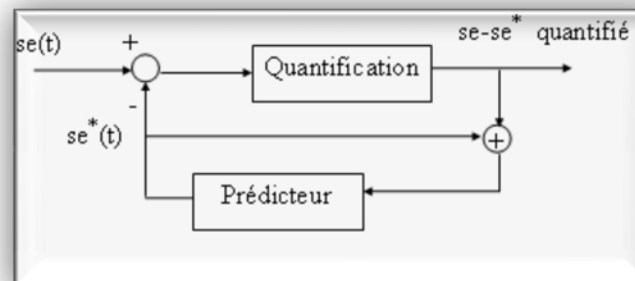 se-se* quantifié
se(t)
+
Quantification
-
se*(t)
+
Prédicteur